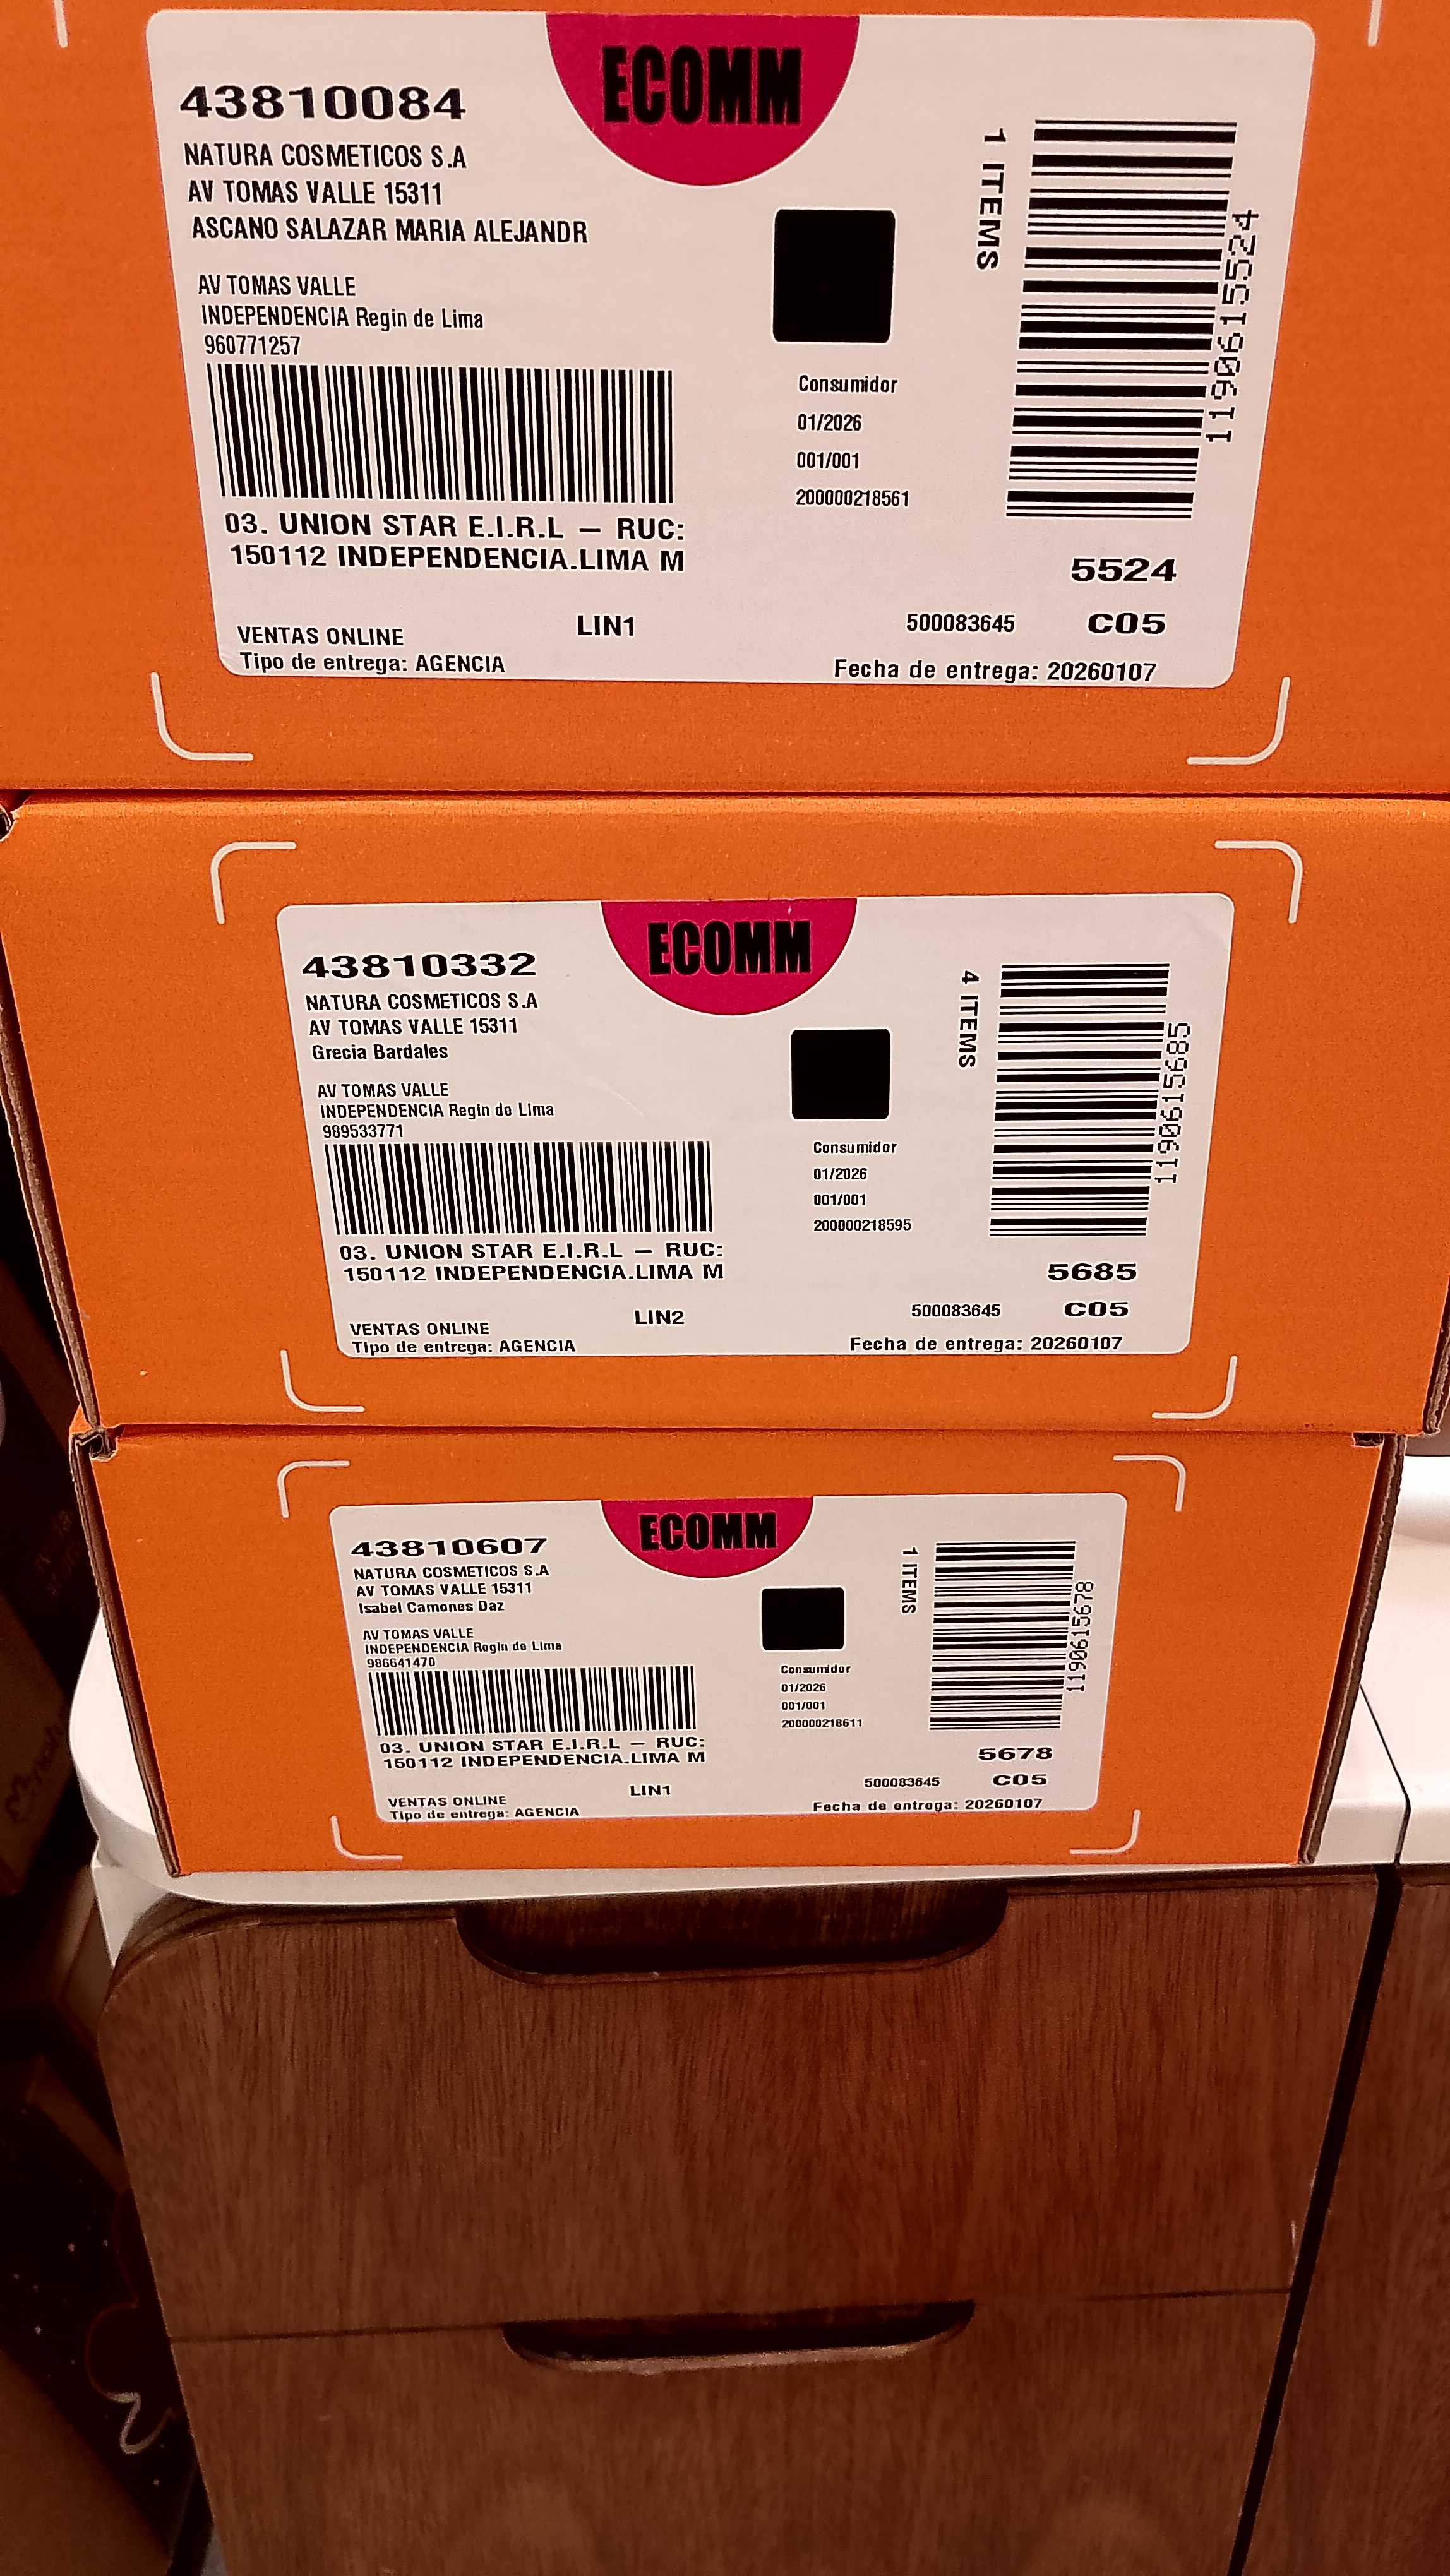 ECOMM
43810084
NATURA COSMETICOS S.A
AV TOMAS VALLE 15311
ASCANO SALAZAR MARIA ALEJANDR
AV TOMAS VALLE
INDEPENDENCIA Regin de Lima
960771257
03. UNION STAR E.I.R.L – RUC:
150112 INDEPENDENCIA.LIMA M
VENTAS ONLINE
LIN1
Tipo de entrega: AGENCIA
Consumidor
01/2026
001/001
200000218561
1 ITEMS
1190615524
5524
500083645
C05
Fecha de entrega: 20260107
ECOMM
43810332
NATURA COSMETICOS S.A
AV TOMAS VALLE 15311
Grecia Bardales
AV TOMAS VALLE
INDEPENDENCIA Regin de Lima
989533771
03. UNION STAR E.I.R.L – RUC:
150112 INDEPENDENCIA.LIMA M
VENTAS ONLINE
LIN2
Tipo de entrega: AGENCIA
Consumidor
01/2026
001/001
200000218595
4 ITEMS
1190615685
5685
500083645
C05
Fecha de entrega: 20260107
ECOMM
43810607
NATURA COSMETICOS S.A
AV TOMAS VALLE 15311
Isabel Camones Daz
AV TOMAS VALLE
INDEPENDENCIA Regin de Lima
986641470
03. UNION STAR E.I.R.L – RUC:
150112 INDEPENDENCIA.LIMA M
VENTAS ONLINE
LIN1
Tipo de entrega: AGENCIA
Consumidor
01/2026
001/001
200000218611
1 ITEMS
1190615678
5678
500083645
C05
Fecha de entrega: 20260107